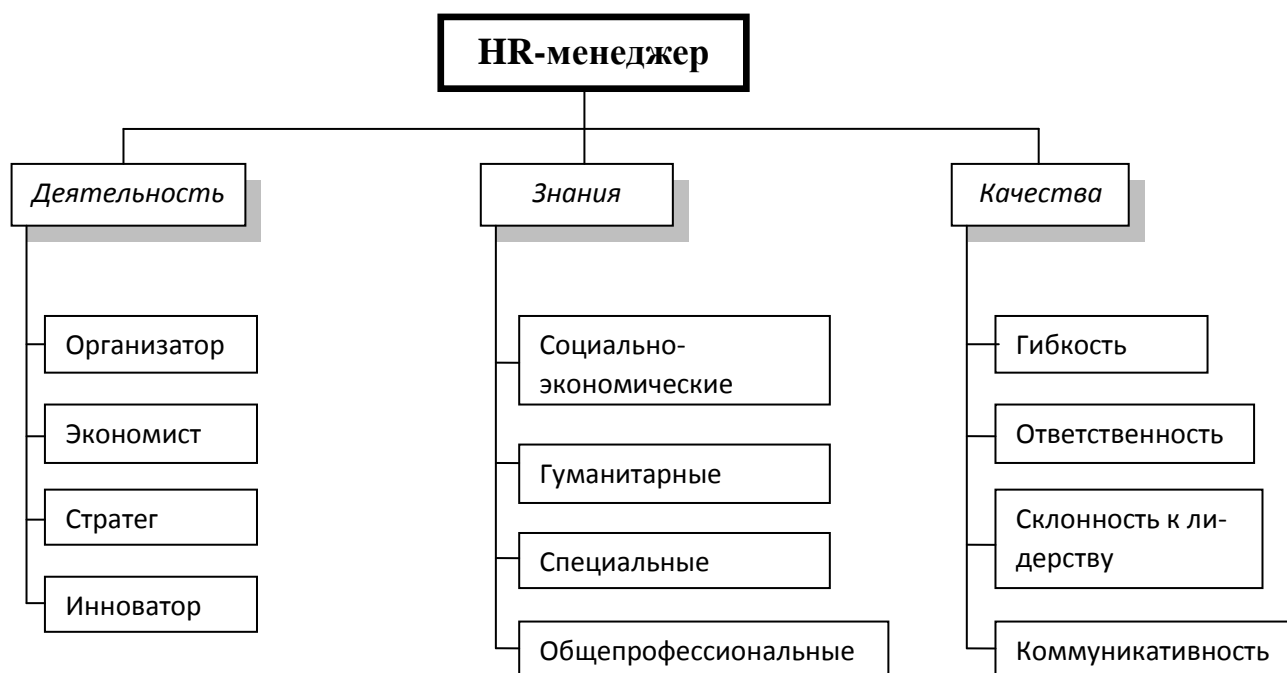 HR-менеджер
Деятельность
Знания
Качества
Организатор
Экономист
Стратег
Инноватор
Социально-
экономические
Гуманитарные
Специальные
Общепрофессиональные
Гибкость
Ответственность
Склонность к ли-
дерству
Коммуникативность